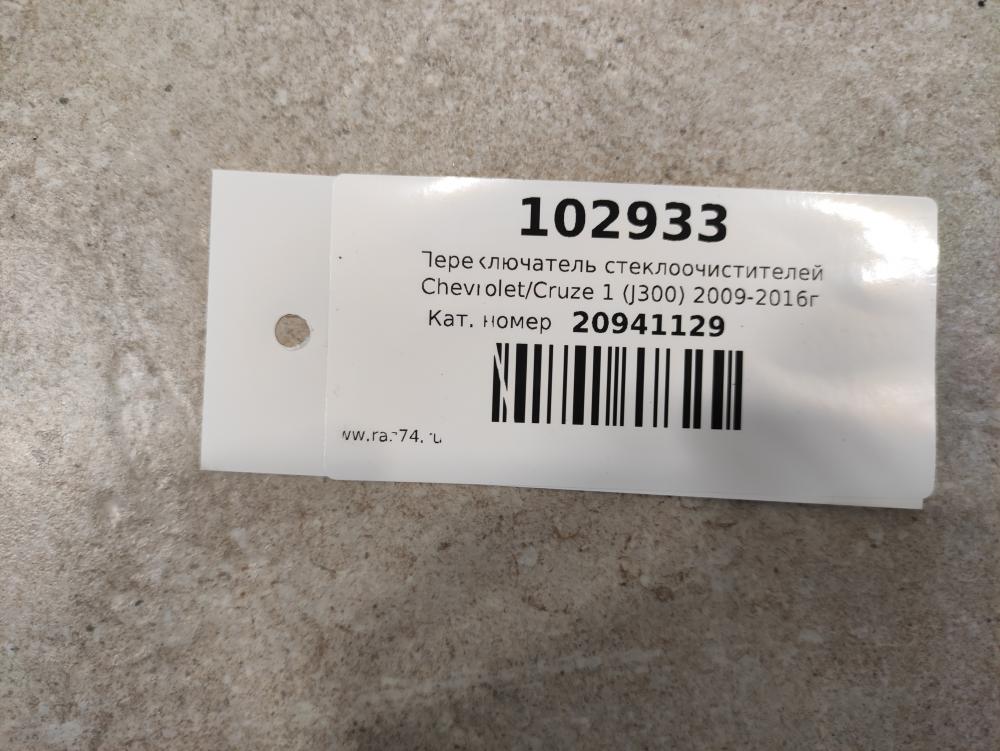 102933
Переключатель стеклоочистителей
Chevrolet/Cruze 1 (J300) 2009-2016г
Кат. номер 20941129